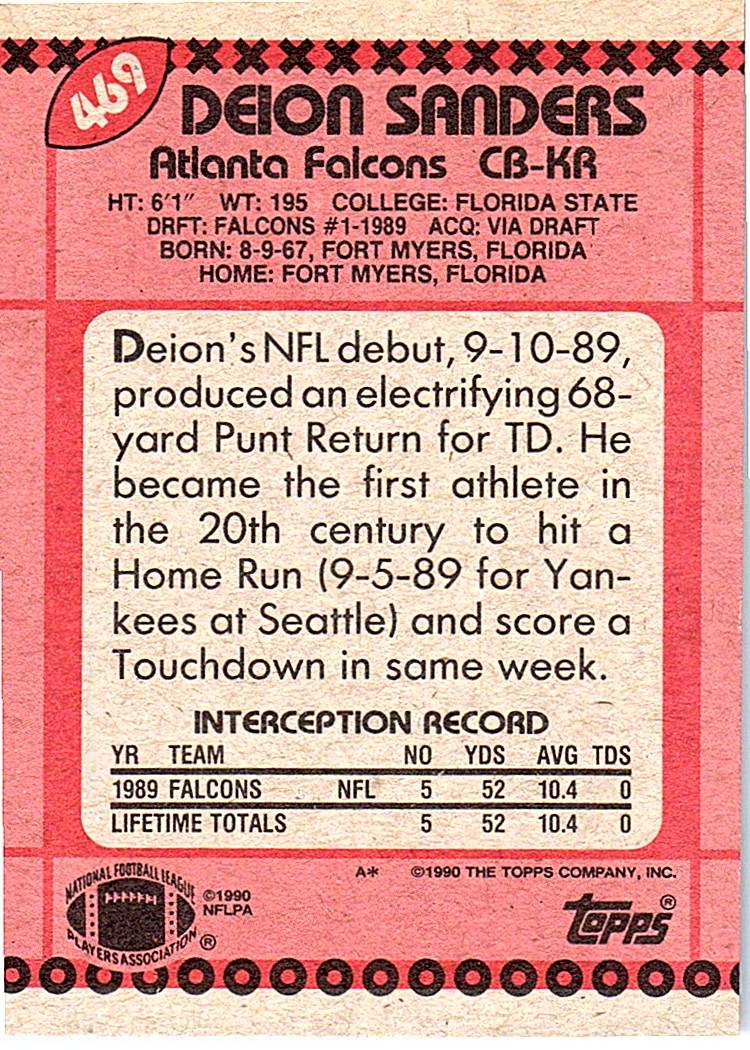 469
DEION SANDERS
Atlanta Falcons CB-KR
HT: 6'1" WT: 195 COLLEGE: FLORIDA STATE
DRFT: FALCONS #1-1989 ACQ: VIA DRAFT
BORN: 8-9-67, FORT MYERS, FLORIDA
HOME: FORT MYERS, FLORIDA
Deion's NFL debut, 9-10-89,
produced an electrifying 68-
yard Punt Return for TD. He
became the first athlete in
the 20th century to hit a
Home Run (9-5-89 for Yan-
kees at Seattle) and score a
Touchdown in same week.
INTERCEPTION RECORD
YR TEAM NO YDS AVG TDS
1989 FALCONS NFL 5 52 10.4 0
LIFETIME TOTALS 5 52 10.4 0
A* ©1990 THE TOPPS COMPANY, INC.
NATIONAL FOOTBALL LEAGUE
PLAYERS ASSOCIATION ®
©1990
NFLPA
topps ®